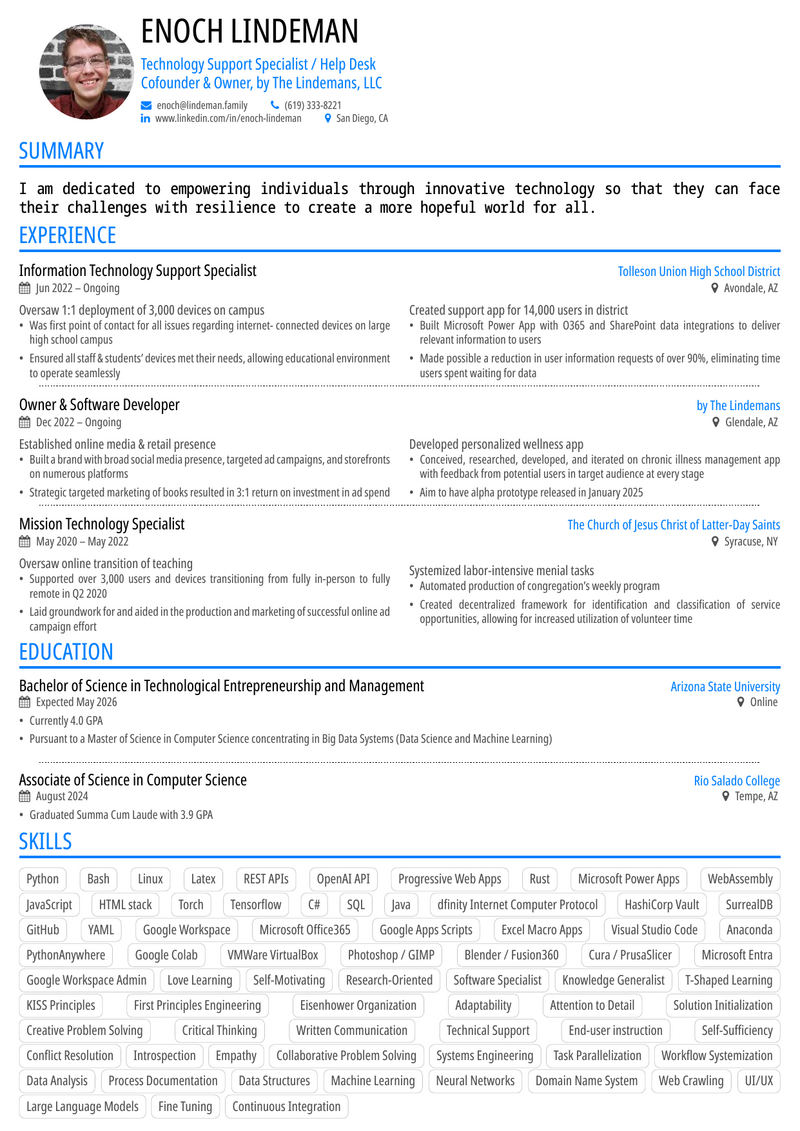 ENOCH LINDEMAN
Technology Support Specialist / Help Desk
Cofounder & Owner, by The Lindemans, LLC
enoch@lindeman.family (619) 333-8221
www.linkedin.com/in/enoch-lindeman San Diego, CA
SUMMARY
I am dedicated to empowering individuals through innovative technology so that they can face
their challenges with resilience to create a more hopeful world for all.
EXPERIENCE
Information Technology Support Specialist Tolleson Union High School District
Jun 2022 – Ongoing Avondale, AZ
Oversaw 1:1 deployment of 3,000 devices on campus
• Was first point of contact for all issues regarding internet- connected devices on large
high school campus
• Ensured all staff & students' devices met their needs, allowing educational environment
to operate seamlessly
Created support app for 14,000 users in district
• Built Microsoft Power App with O365 and SharePoint data integrations to deliver
relevant information to users
• Made possible a reduction in user information requests of over 90%, eliminating time
users spent waiting for data
Owner & Software Developer by The Lindemans
Dec 2022 – Ongoing Glendale, AZ
Established online media & retail presence
• Built a brand with broad social media presence, targeted ad campaigns, and storefronts
on numerous platforms
• Strategic targeted marketing of books resulted in 3:1 return on investment in ad spend
Developed personalized wellness app
• Conceived, researched, developed, and iterated on chronic illness management app
with feedback from potential users in target audience at every stage
• Aim to have alpha prototype released in January 2025
Mission Technology Specialist The Church of Jesus Christ of Latter-Day Saints
May 2020 – May 2022 Syracuse, NY
Oversaw online transition of teaching
• Supported over 3,000 users and devices transitioning from fully in-person to fully
remote in Q2 2020
• Laid groundwork for and aided in the production and marketing of successful online ad
campaign effort
Systemized labor-intensive menial tasks
• Automated production of congregation's weekly program
• Created decentralized framework for identification and classification of service
opportunities, allowing for increased utilization of volunteer time
EDUCATION
Bachelor of Science in Technological Entrepreneurship and Management Arizona State University
Expected May 2026 Online
• Currently 4.0 GPA
• Pursuant to a Master of Science in Computer Science concentrating in Big Data Systems (Data Science and Machine Learning)
Associate of Science in Computer Science Rio Salado College
August 2024 Tempe, AZ
• Graduated Summa Cum Laude with 3.9 GPA
SKILLS
Python Bash Linux Latex REST APIs OpenAI API Progressive Web Apps Rust Microsoft Power Apps WebAssembly
JavaScript HTML stack Torch Tensorflow C# SQL Java dfinity Internet Computer Protocol HashiCorp Vault SurrealDB
GitHub YAML Google Workspace Microsoft Office365 Google Apps Scripts Excel Macro Apps Visual Studio Code Anaconda
PythonAnywhere Google Colab VMWare VirtualBox Photoshop / GIMP Blender / Fusion360 Cura / PrusaSlicer Microsoft Entra
Google Workspace Admin Love Learning Self-Motivating Research-Oriented Software Specialist Knowledge Generalist T-Shaped Learning
KISS Principles First Principles Engineering Eisenhower Organization Adaptability Attention to Detail Solution Initialization
Creative Problem Solving Critical Thinking Written Communication Technical Support End-user instruction Self-Sufficiency
Conflict Resolution Introspection Empathy Collaborative Problem Solving Systems Engineering Task Parallelization Workflow Systemization
Data Analysis Process Documentation Data Structures Machine Learning Neural Networks Domain Name System Web Crawling UI/UX
Large Language Models Fine Tuning Continuous Integration